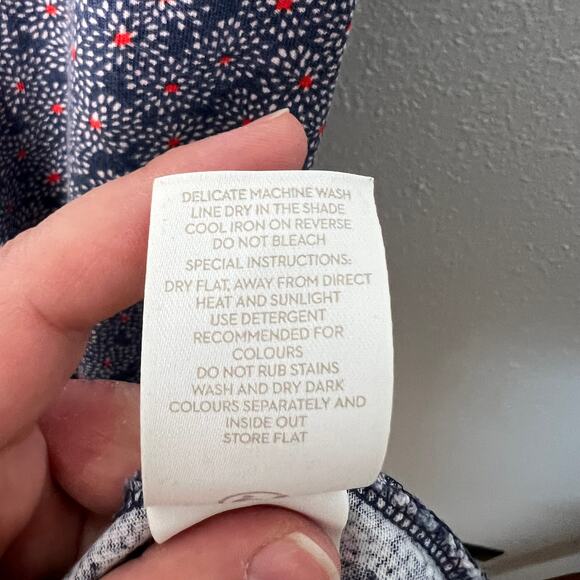 DELICATE MACHINE WASH
LINE DRY IN THE SHADE
COOL IRON ON REVERSE
DO NOT BLEACH
SPECIAL INSTRUCTIONS:
DRY FLAT, AWAY FROM DIRECT
HEAT AND SUNLIGHT
USE DETERGENT
RECOMMENDED FOR
COLOURS
DO NOT RUB STAINS
WASH AND DRY DARK
COLOURS SEPARATELY AND
INSIDE OUT
STORE FLAT